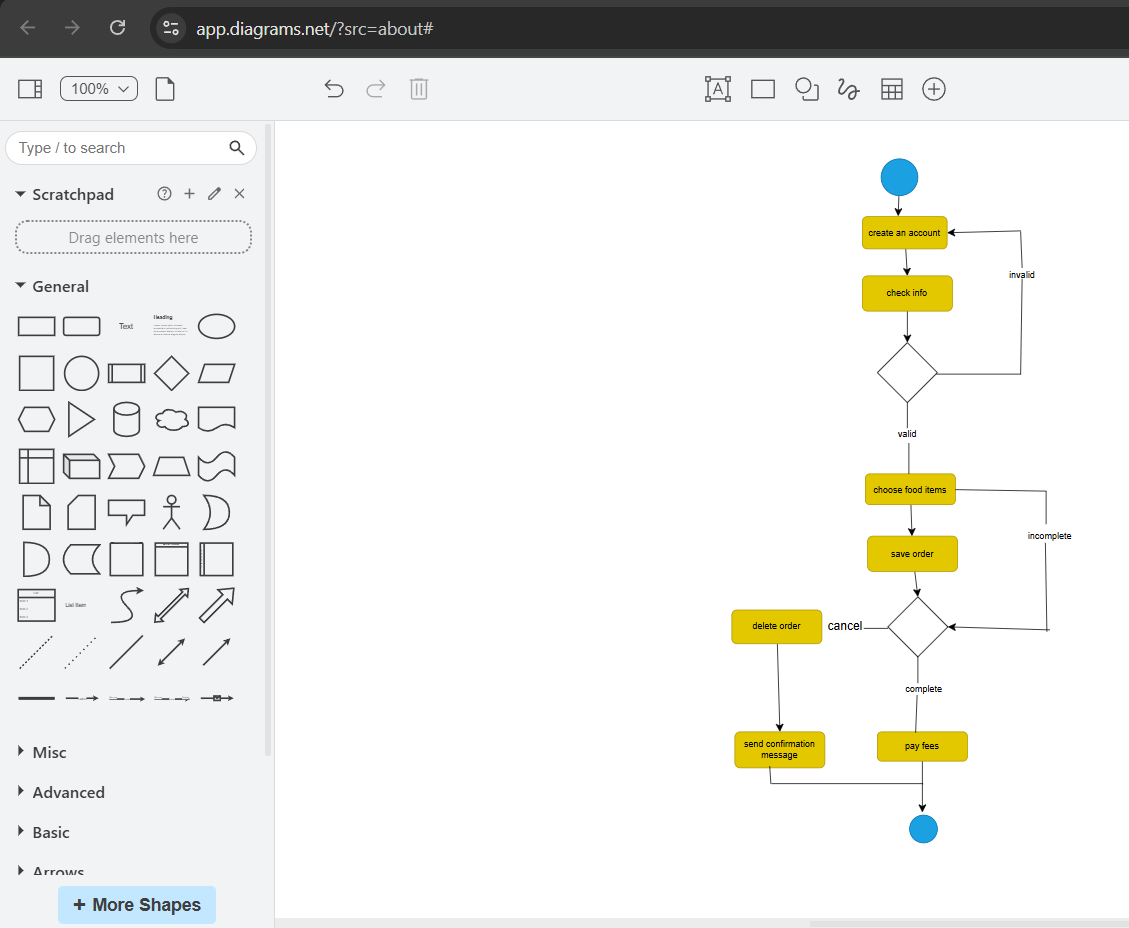 app.diagrams.net/?src=about#
100%
A
Type / to search
Scratchpad
Drag elements here
General
Text
Heading
List Item
Misc
Advanced
Basic
Arrows
+ More Shapes
create an account
invalid
check info
valid
choose food items
incomplete
save order
delete order
cancel
complete
send confirmation
message
pay fees